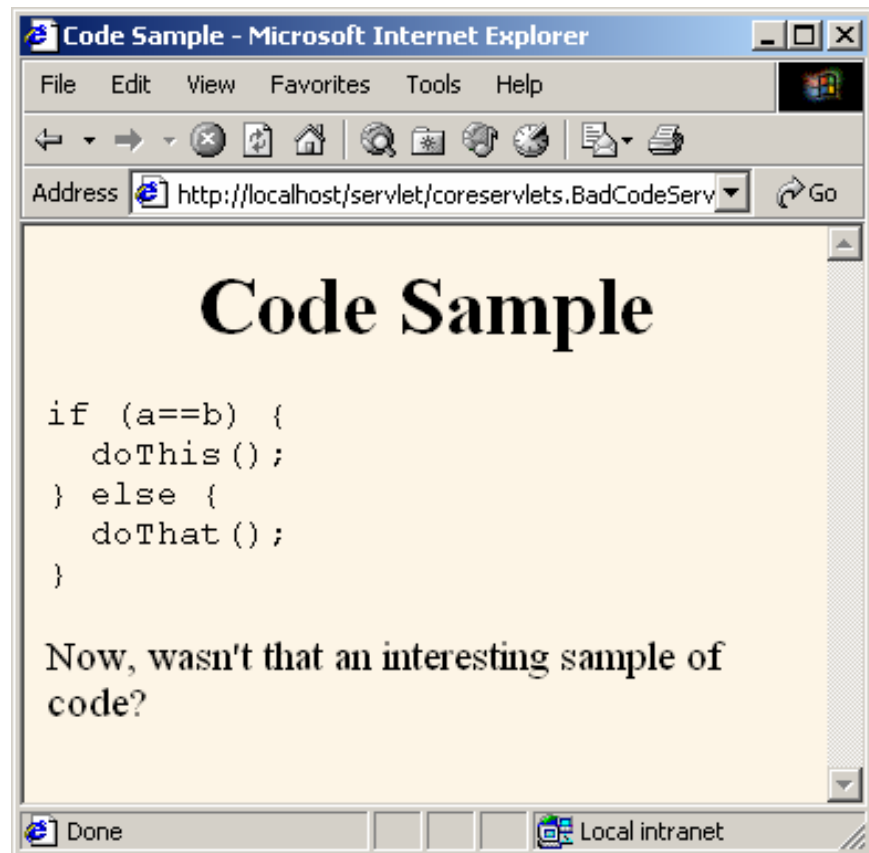 Code Sample - Microsoft Internet Explorer
File Edit View Favorites Tools Help
Address http://localhost/servlet/coreservlets.BadCodeServ Go
Code Sample
if (a==b) {
  doThis();
} else {
  doThat();
}
Now, wasn't that an interesting sample of
code?
Done Local intranet